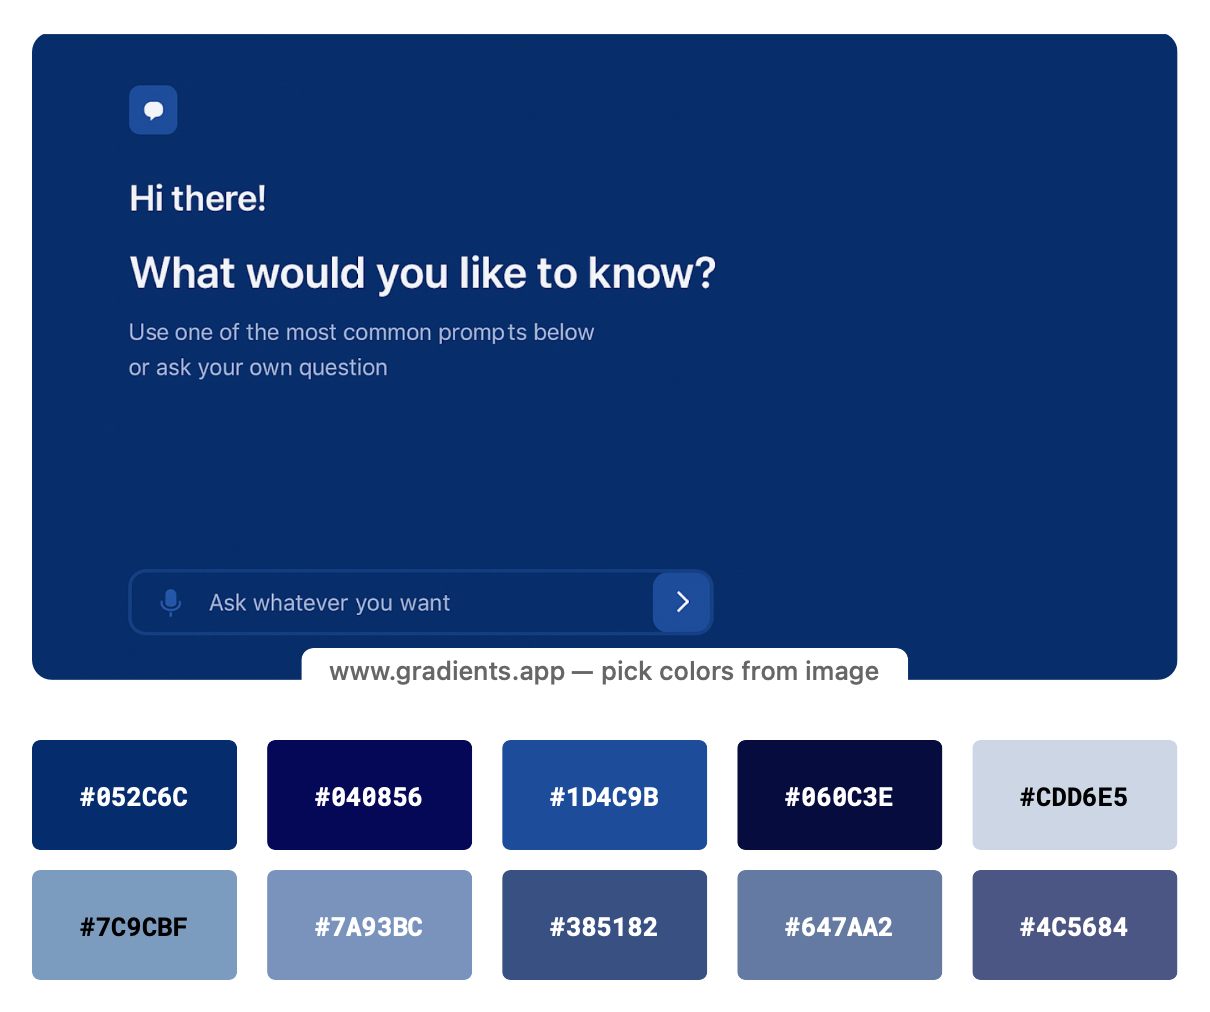 Hi there!
What would you like to know?
Use one of the most common prompts below
or ask your own question
Ask whatever you want
www.gradients.app — pick colors from image
#052C6C
#040856
#1D4C9B
#060C3E
#CDD6E5
#7C9CBF
#7A93BC
#385182
#647AA2
#4C5684